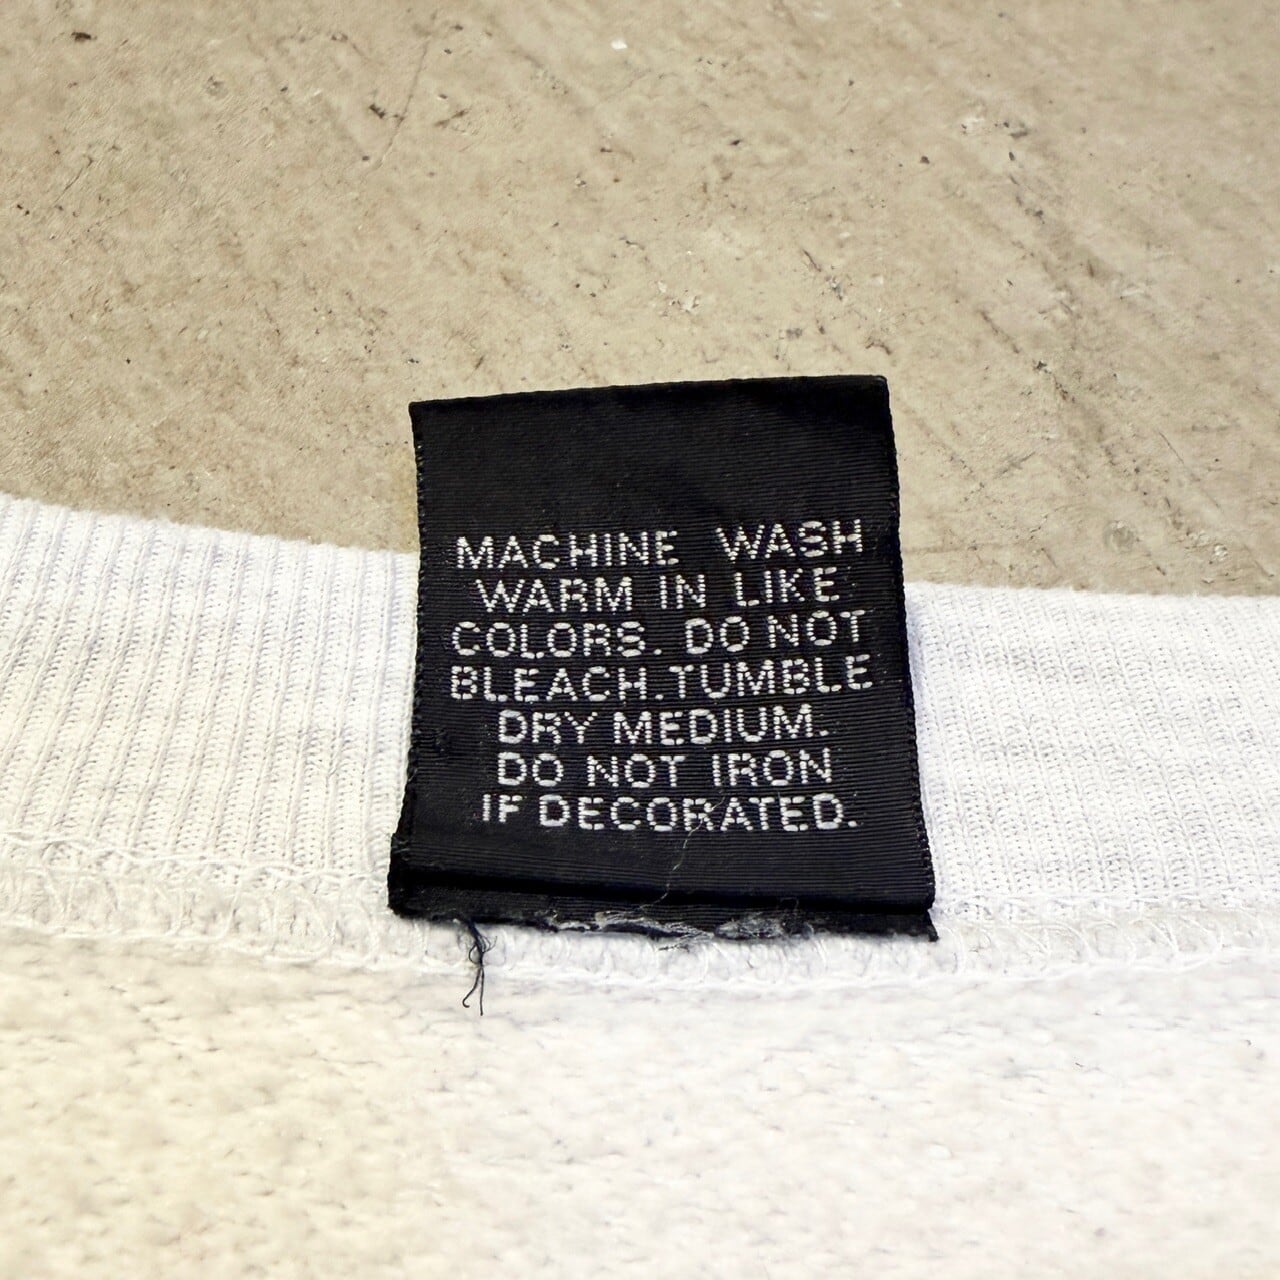 MACHINE WASH
WARM IN LIKE
COLORS. DO NOT
BLEACH.TUMBLE
DRY MEDIUM.
DO NOT IRON
IF DECORATED.